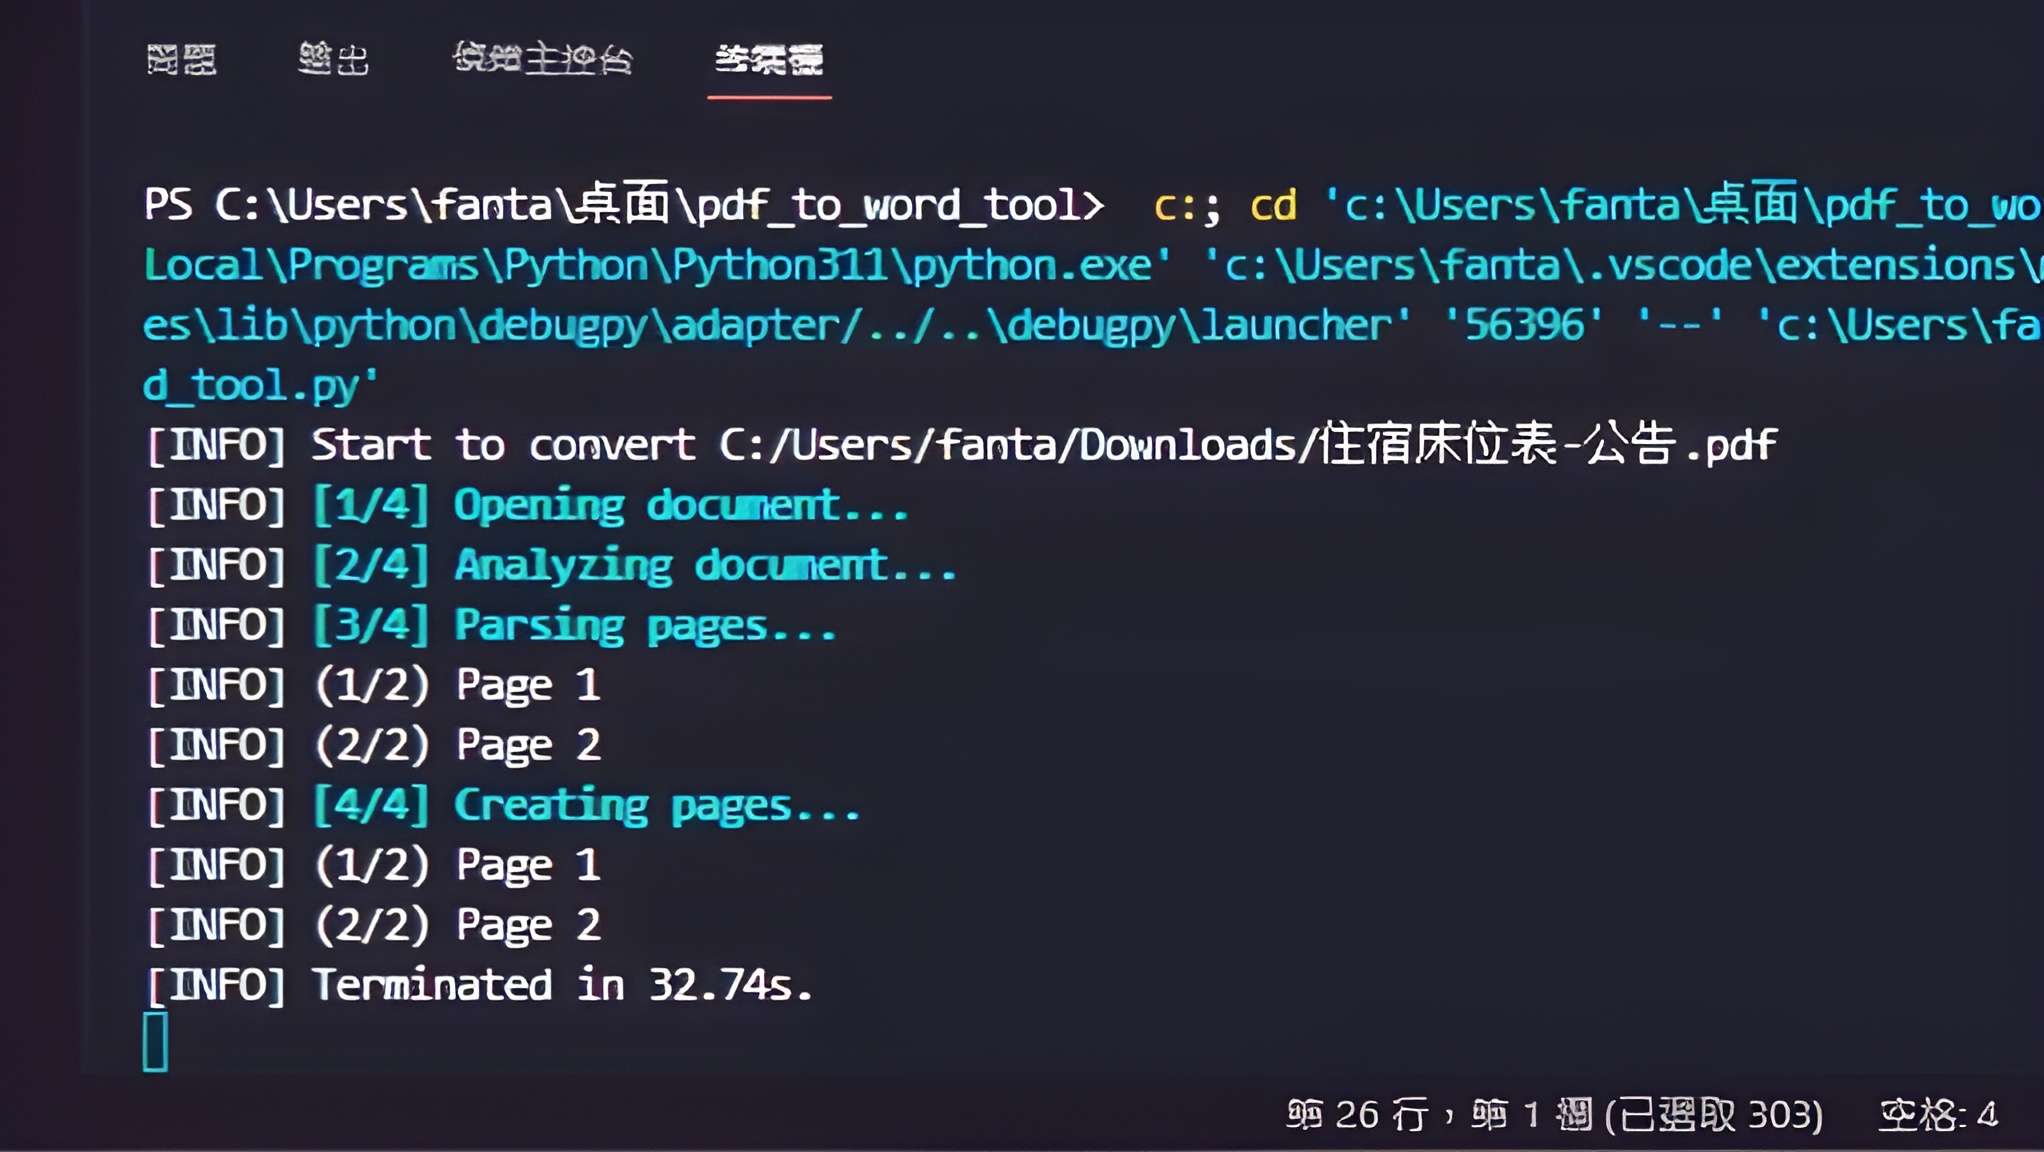 問題 輸出 偵錯主控台 終端機
PS C:\Users\fanta\桌面\pdf_to_word_tool> c:; cd 'c:\Users\fanta\桌面\pdf_to_wo
Local\Programs\Python\Python311\python.exe' 'c:\Users\fanta\.vscode\extensions\
es\lib\python\debugpy\adapter/../..\debugpy\launcher' '56396' '--' 'c:\Users\fa
d_tool.py'
[INFO] Start to convert C:/Users/fanta/Downloads/住宿床位表-公告.pdf
[INFO] [1/4] Opening document...
[INFO] [2/4] Analyzing document...
[INFO] [3/4] Parsing pages...
[INFO] (1/2) Page 1
[INFO] (2/2) Page 2
[INFO] [4/4] Creating pages...
[INFO] (1/2) Page 1
[INFO] (2/2) Page 2
[INFO] Terminated in 32.74s.
第 26 行，第 1 欄 (已選取 303) 空格: 4